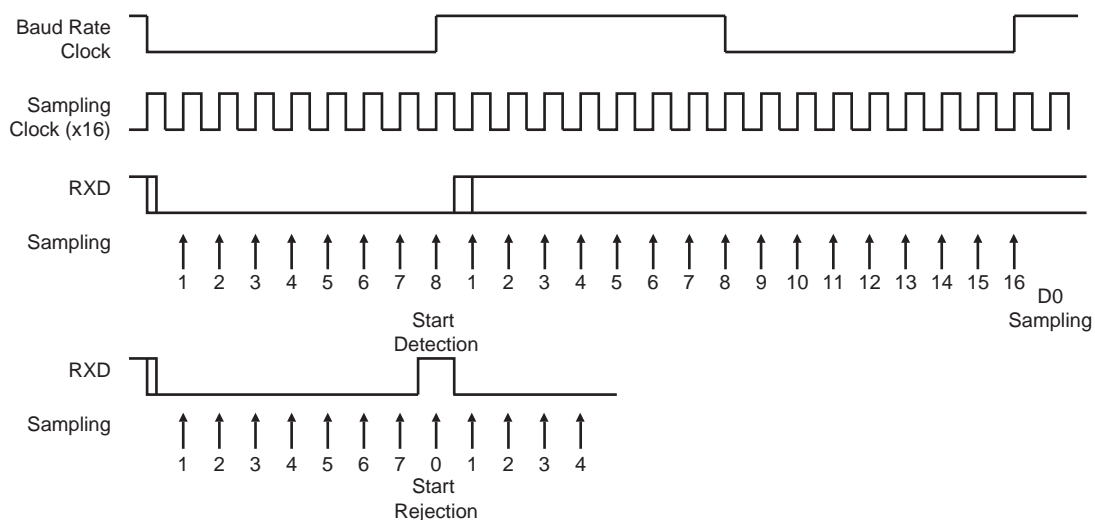 Baud Rate
Clock
Sampling
Clock (x16)
RXD
Sampling
1 2 3 4 5 6 7 8 1 2 3 4 5 6 7 8 9 10 11 12 13 14 15 16
D0
Sampling
Start
Detection
RXD
Sampling
1 2 3 4 5 6 7 0 1 2 3 4
Start
Rejection